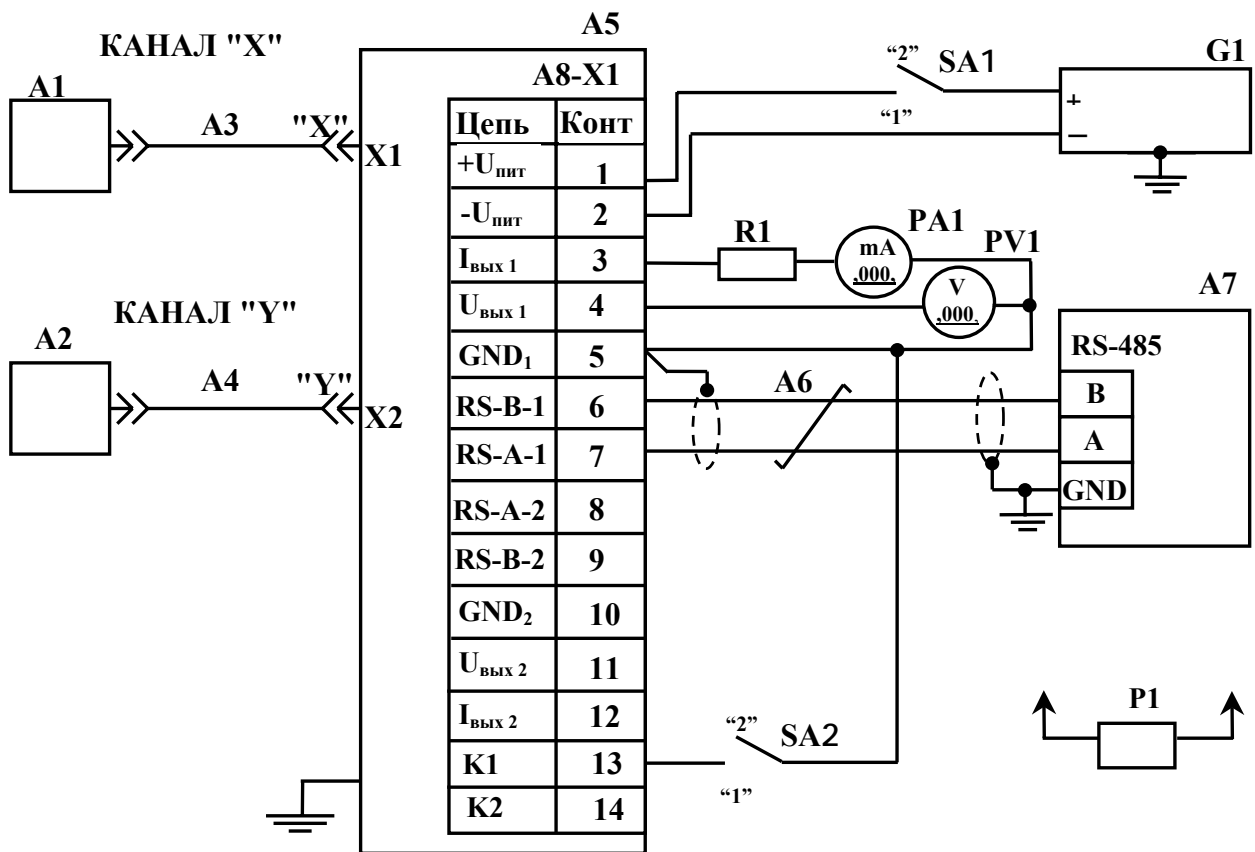 КАНАЛ "X"
A1
A3
"X"
X1
КАНАЛ "Y"
A2
A4
"Y"
X2
A5
A8-X1
Цепь Конт
+Uпит 1
-Uпит 2
Iвых 1 3
Uвых 1 4
GND1 5
RS-B-1 6
RS-A-1 7
RS-A-2 8
RS-B-2 9
GND2 10
Uвых 2 11
Iвых 2 12
K1 13
K2 14
“2” SA1
“1”
G1
+
–
R1
PA1
mA
,000,
PV1
V
,000,
A6
A7
RS-485
B
A
GND
“2” SA2
“1”
P1